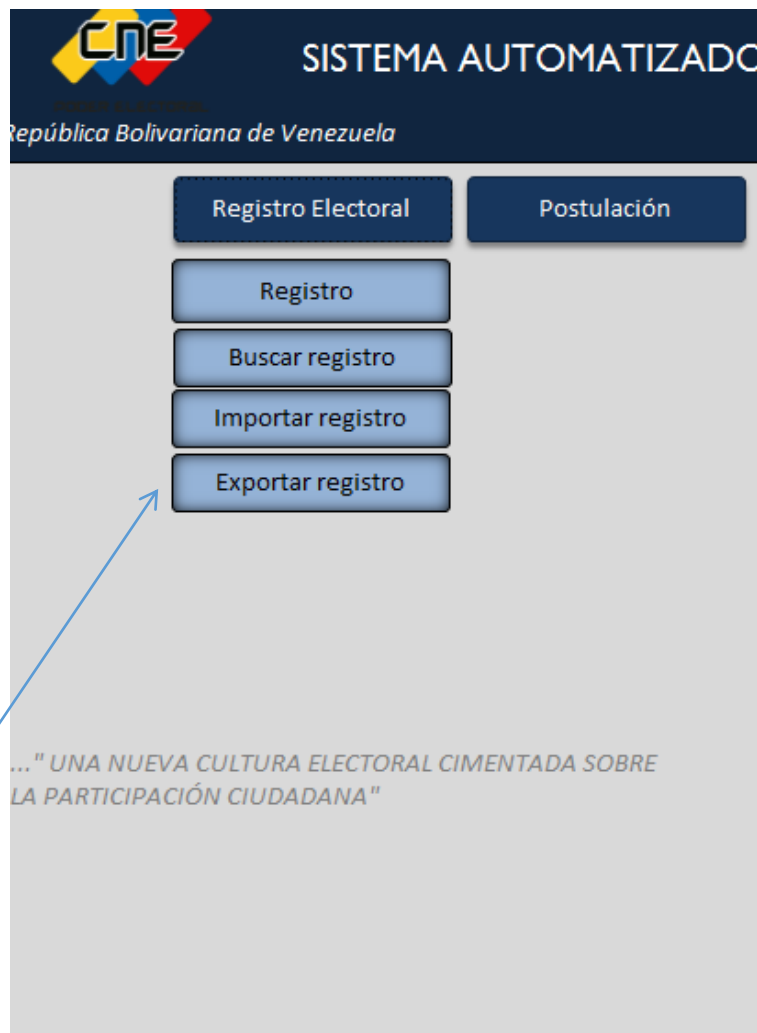 CNE
SISTEMA AUTOMATIZADO
República Bolivariana de Venezuela
Registro Electoral
Postulación
Registro
Buscar registro
Importar registro
Exportar registro
..." UNA NUEVA CULTURA ELECTORAL CIMENTADA SOBRE
LA PARTICIPACIÓN CIUDADANA"